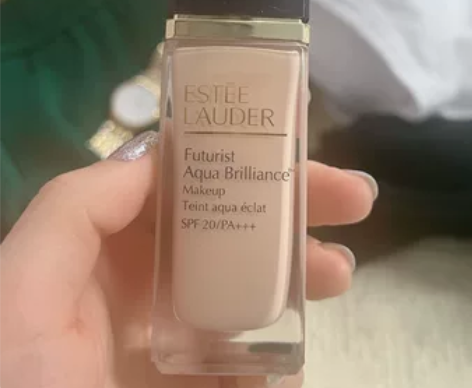 ESTĒE
LAUDER
Futurist
Aqua Brilliance™
Makeup
Teint aqua éclat
SPF 20/PA+++